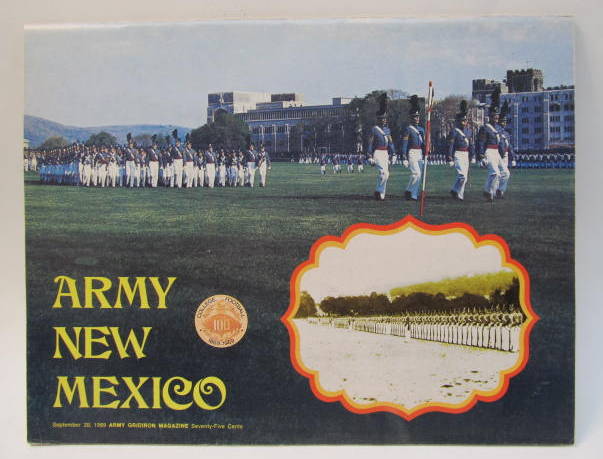 ARMY
NEW
MEXICO
COLLEGE FOOTBALL
100
1869-1969
September 20, 1969 ARMY GRIDIRON MAGAZINE Seventy-Five Cents